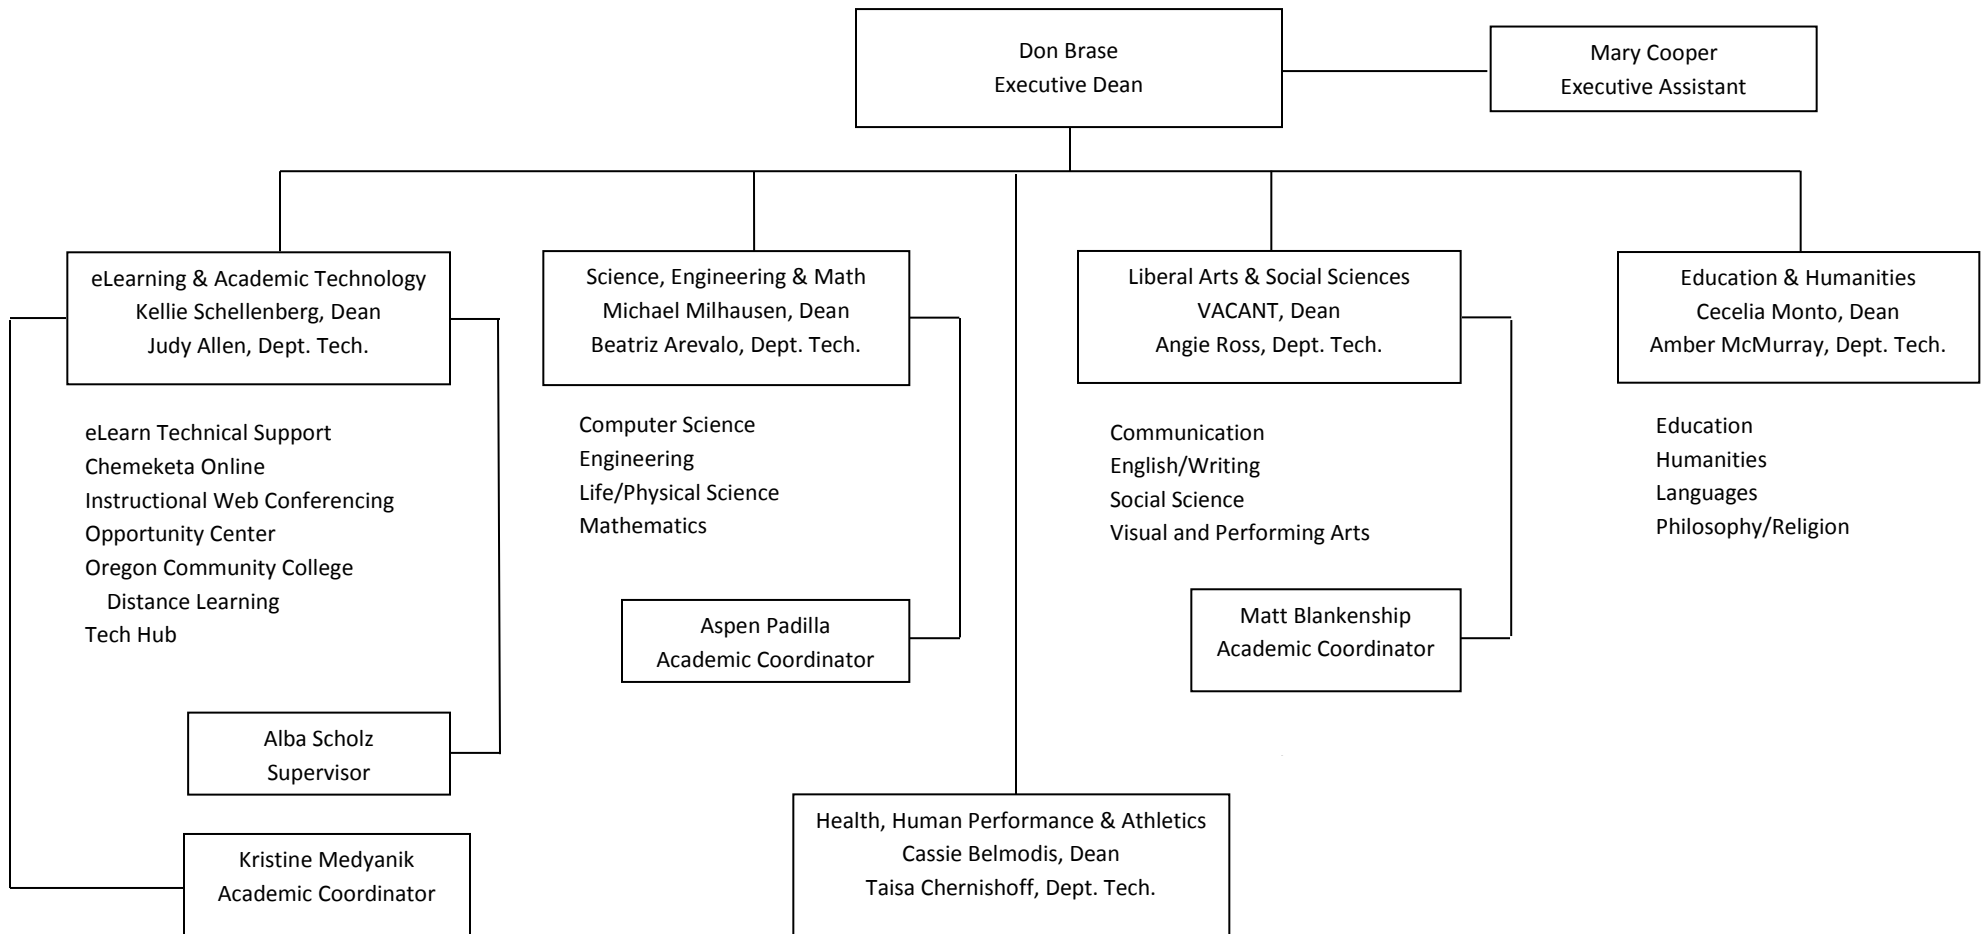 Don Brase
Executive Dean
Mary Cooper
Executive Assistant
eLearning & Academic Technology
Kellie Schellenberg, Dean
Judy Allen, Dept. Tech.
eLearn Technical Support
Chemeketa Online
Instructional Web Conferencing
Opportunity Center
Oregon Community College
Distance Learning
Tech Hub
Alba Scholz
Supervisor
Kristine Medyanik
Academic Coordinator
Science, Engineering & Math
Michael Milhausen, Dean
Beatriz Arevalo, Dept. Tech.
Computer Science
Engineering
Life/Physical Science
Mathematics
Aspen Padilla
Academic Coordinator
Health, Human Performance & Athletics
Cassie Belmodis, Dean
Taisa Chernishoff, Dept. Tech.
Liberal Arts & Social Sciences
VACANT, Dean
Angie Ross, Dept. Tech.
Communication
English/Writing
Social Science
Visual and Performing Arts
Matt Blankenship
Academic Coordinator
Education & Humanities
Cecelia Monto, Dean
Amber McMurray, Dept. Tech.
Education
Humanities
Languages
Philosophy/Religion